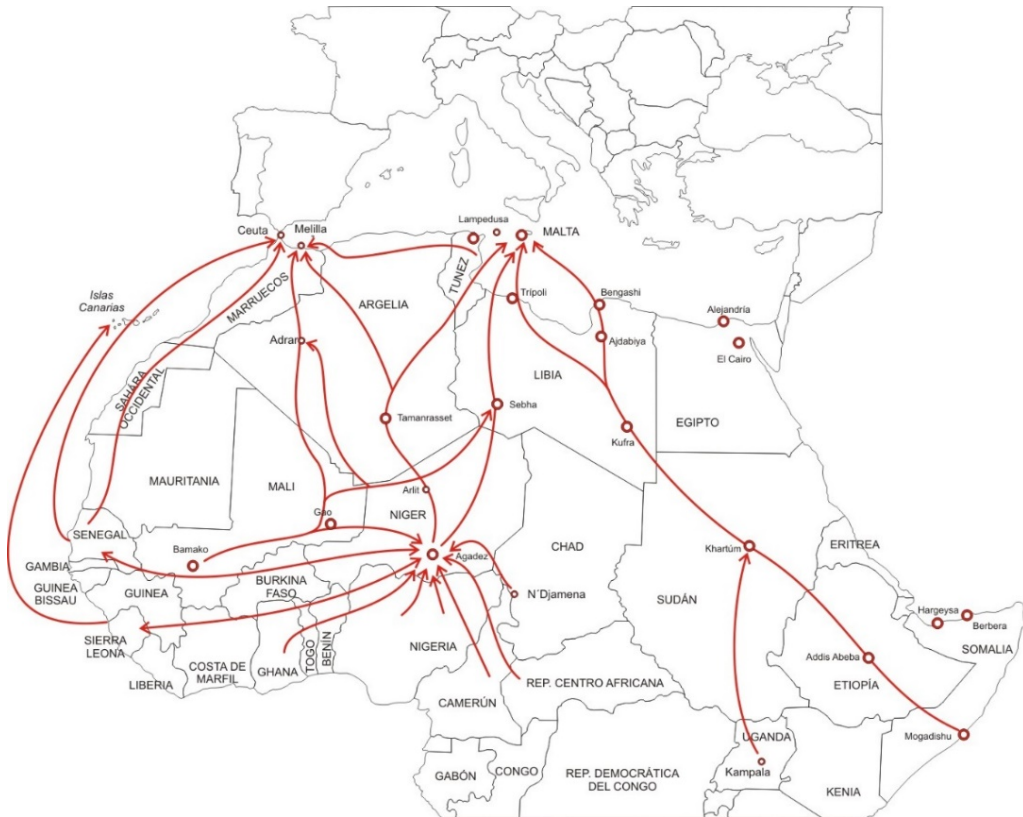 Lampedusa
MALTA
Ceuta
Melilla
Islas
Canarias
MARRUECOS
ARGELIA
TUNEZ
Trípoli
Bengashi
Alejandría
El Cairo
Adrar
Ajdabiya
LIBIA
SAHÁRA
OCCIDENTAL
Tamanrasset
Sebha
Kufra
EGIPTO
MAURITANIA
MALI
Arlit
NIGER
Gao
SENEGAL
Bamako
Agadez
CHAD
Khartúm
ERITREA
GAMBIA
GUINEA
BISSAU
GUINEA
BURKINA
FASO
N´Djamena
SUDÁN
Hargeysa
Berbera
SOMALIA
SIERRA
LEONA
LIBERIA
COSTA DE
MARFIL
GHANA
TOGO
BENÍN
NIGERIA
CAMERÚN
REP. CENTRO AFRICANA
Addis Abeba
ETIOPÍA
Mogadishu
UGANDA
Kampala
GABÓN
CONGO
REP. DEMOCRÁTICA
DEL CONGO
KENIA